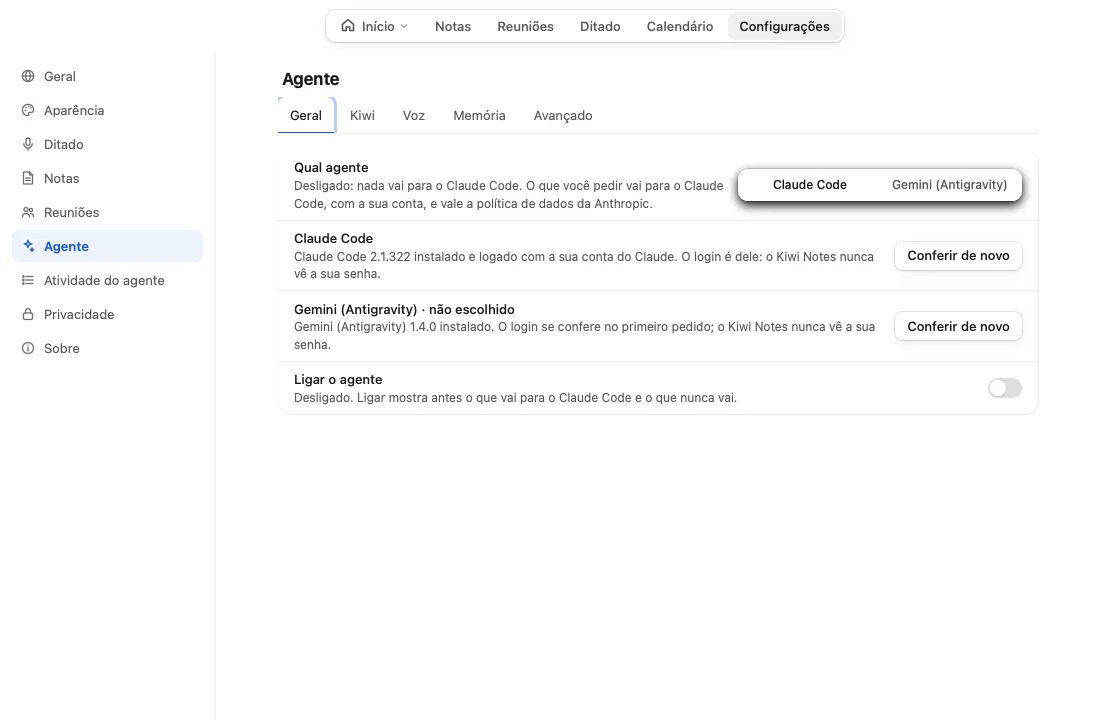 Início
Notas
Reuniões
Ditado
Calendário
Configurações
Geral
Aparência
Ditado
Notas
Reuniões
Agente
Atividade do agente
Privacidade
Sobre
Agente
Geral
Kiwi
Voz
Memória
Avançado
Qual agente
Desligado: nada vai para o Claude Code. O que você pedir vai para o Claude
Code, com a sua conta, e vale a política de dados da Anthropic.
Claude Code
Gemini (Antigravity)
Claude Code
Claude Code 2.1.322 instalado e logado com a sua conta do Claude. O login é dele: o Kiwi Notes nunca
vê a sua senha.
Conferir de novo
Gemini (Antigravity) · não escolhido
Gemini (Antigravity) 1.4.0 instalado. O login se confere no primeiro pedido; o Kiwi Notes nunca vê a sua
senha.
Conferir de novo
Ligar o agente
Desligado. Ligar mostra antes o que vai para o Claude Code e o que nunca vai.